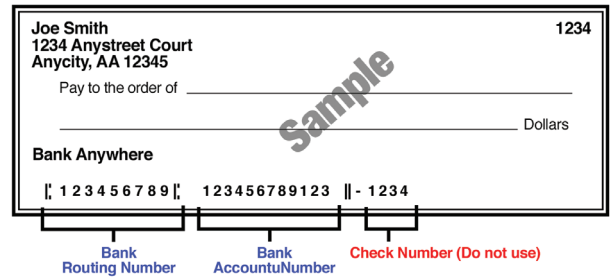 Joe Smith 1234
1234 Anystreet Court
Anycity, AA 12345
Pay to the order of
Sample
Dollars
Bank Anywhere
⑆ 123456789 ⑆ 123456789123 ⑈ - 1234
Bank Routing Number
Bank AccountuNumber
Check Number (Do not use)